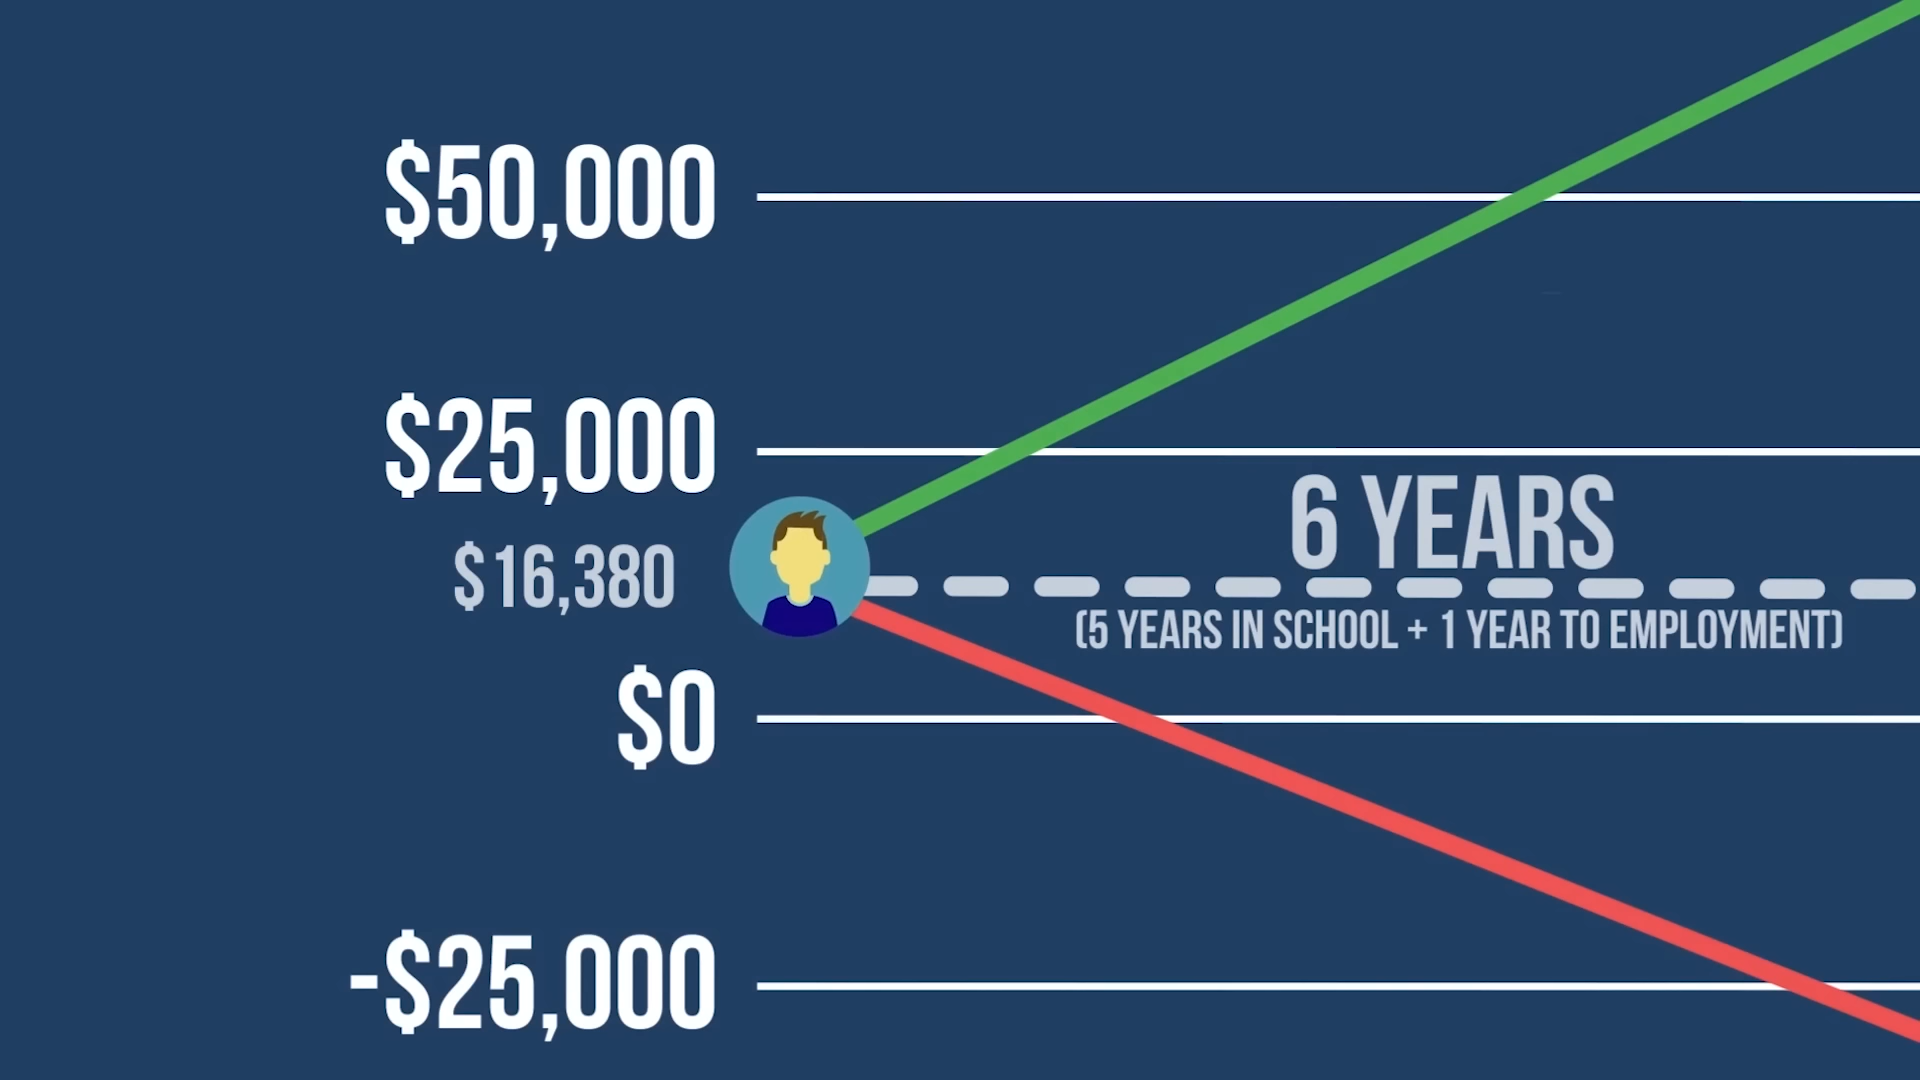 $50,000
$25,000
6 YEARS
$16,380
(5 YEARS IN SCHOOL + 1 YEAR TO EMPLOYMENT)
$0
-$25,000